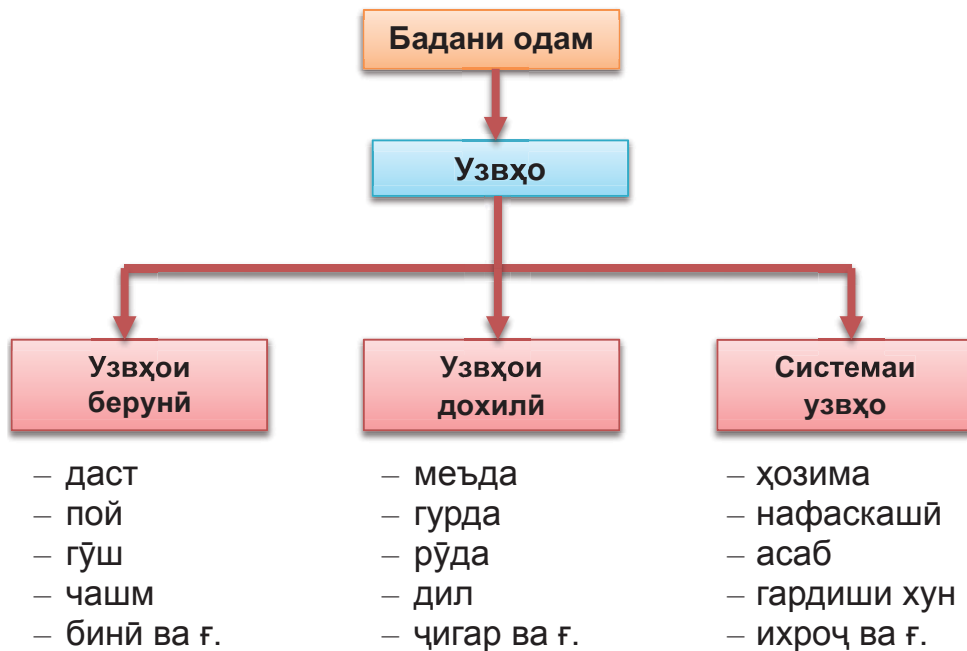 Бадани одам
Узвҳо
Узвҳои
берунӣ
– даст
– пой
– гӯш
– чашм
– бинӣ ва ғ.
Узвҳои
дохилӣ
– меъда
– гурда
– рӯда
– дил
– ҷигар ва ғ.
Системаи
узвҳо
– ҳозима
– нафаскашӣ
– асаб
– гардиши хун
– ихроҷ ва ғ.